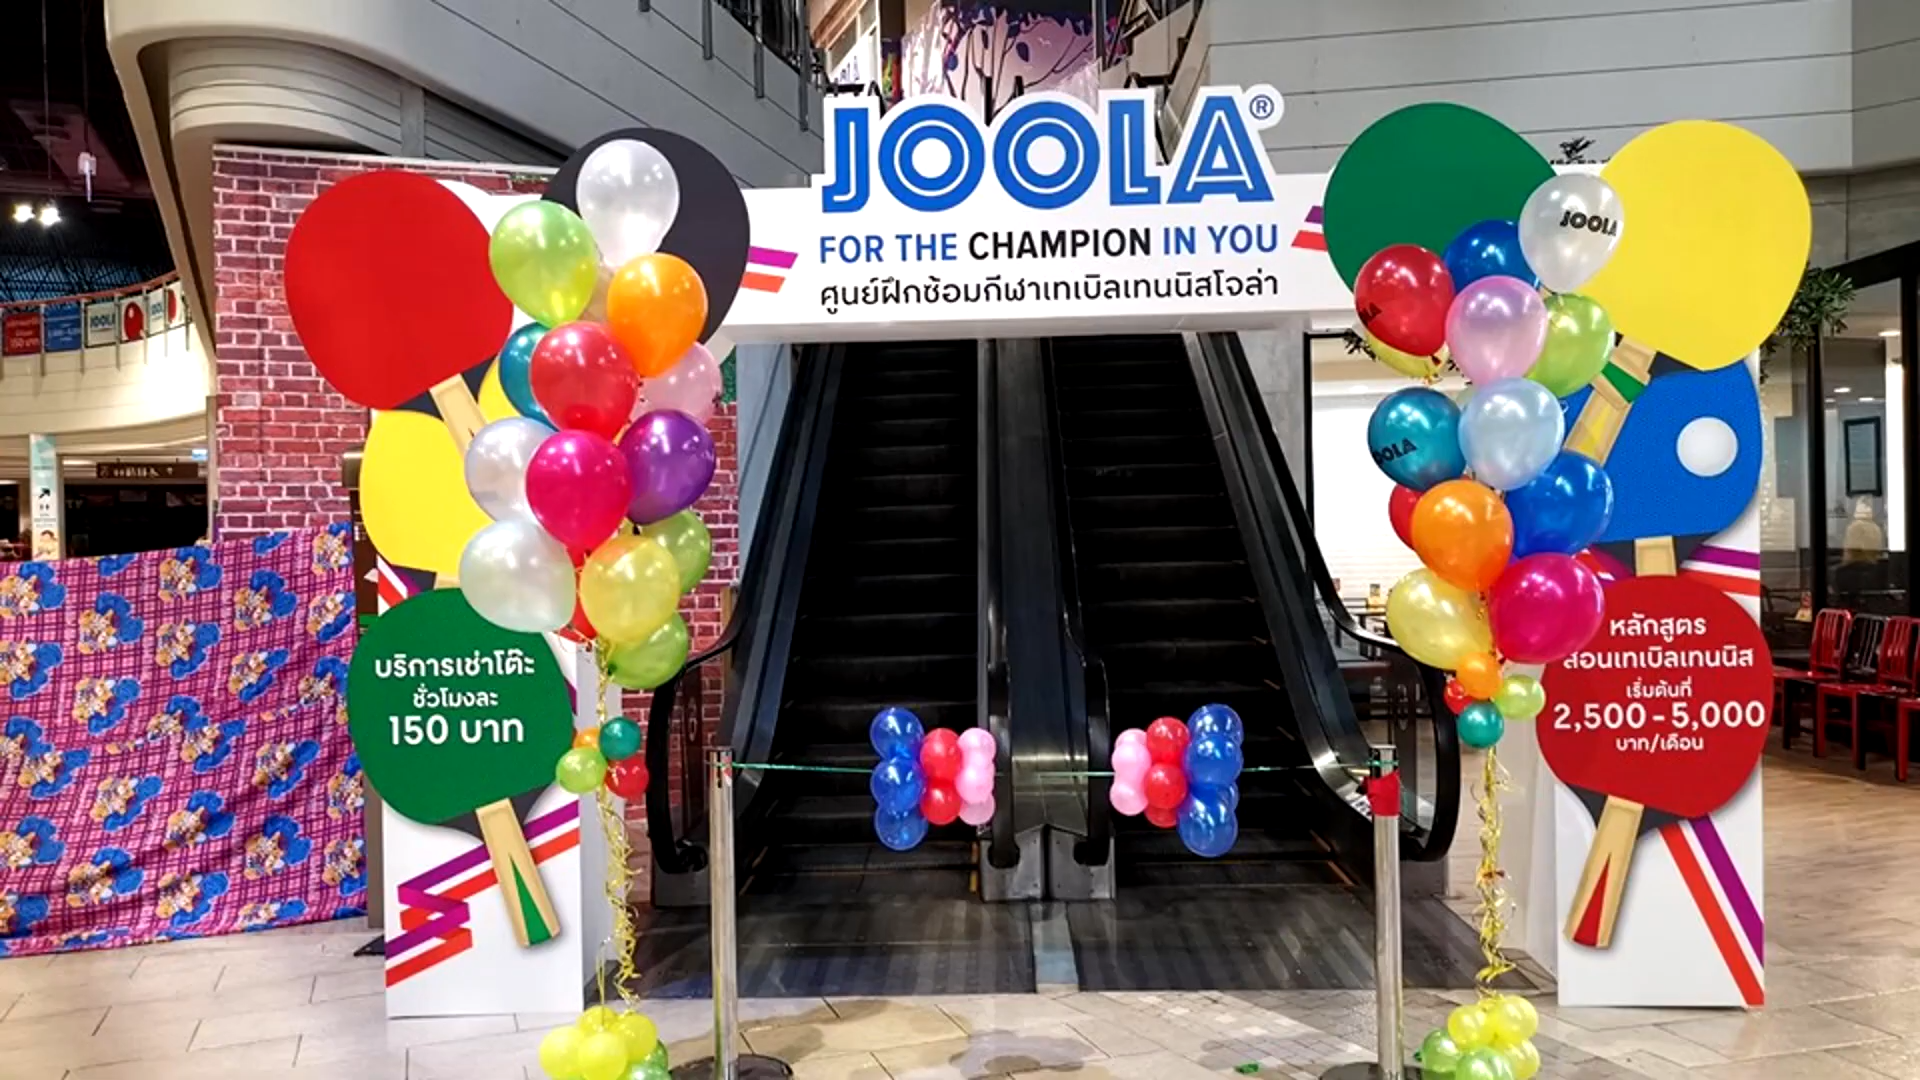 JOOLA®
FOR THE CHAMPION IN YOU
ศูนย์ฝึกซ้อมกีฬาเทเบิลเทนนิสโจล่า
JOOLA
OOLA
บริการเช่าโต๊ะ
ชั่วโมงละ
150 บาท
หลักสูตร
สอนเทเบิลเทนนิส
เริ่มต้นที่
2,500 - 5,000
บาท/เดือน